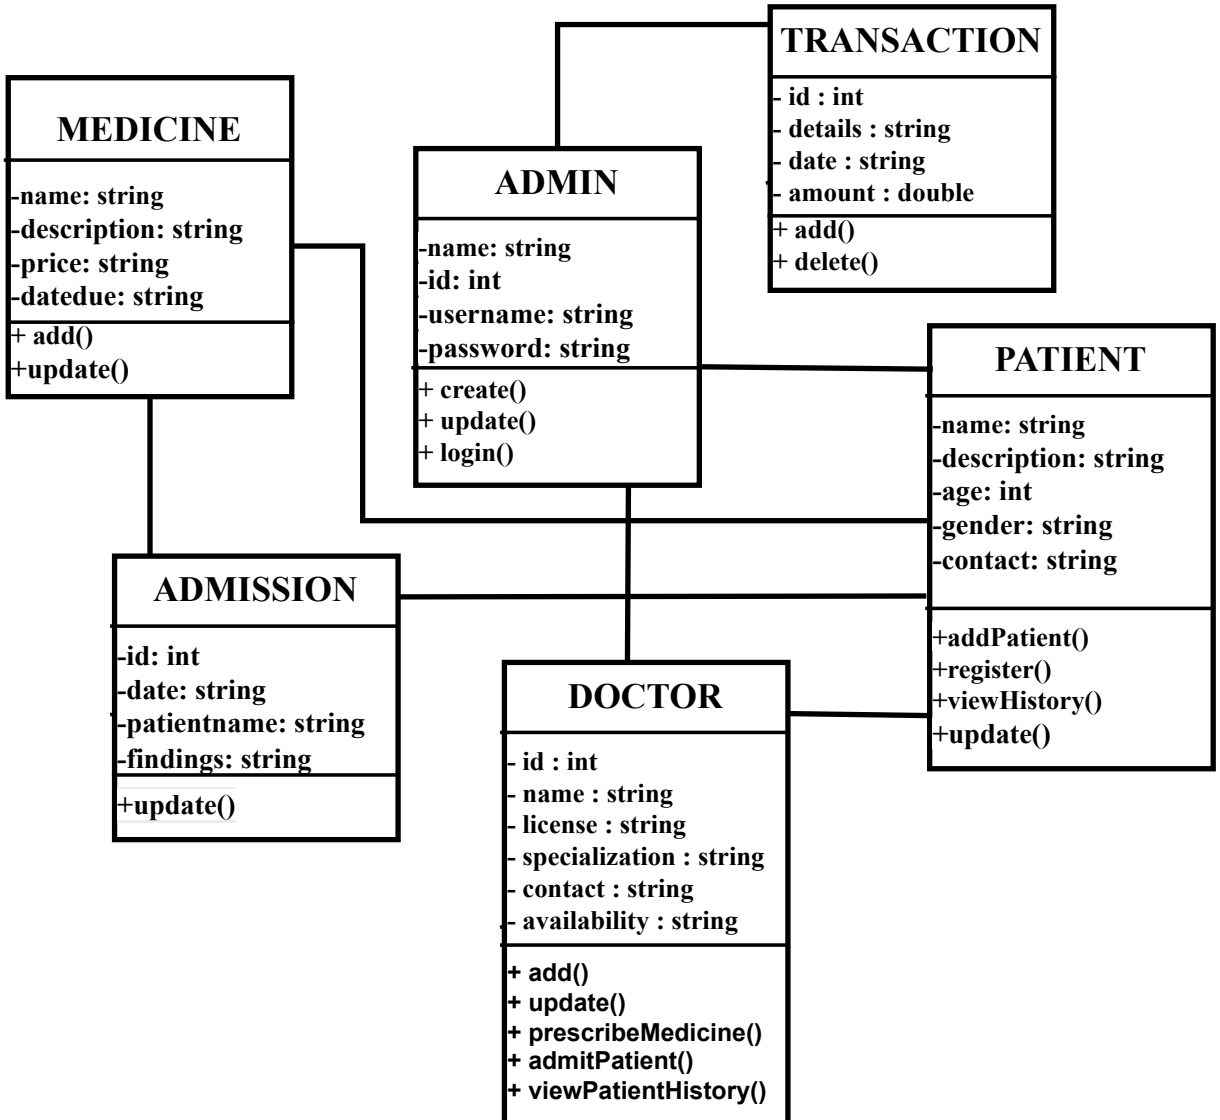 TRANSACTION
- id : int
- details : string
- date : string
- amount : double
+ add()
+ delete()
MEDICINE
-name: string
-description: string
-price: string
-datedue: string
+ add()
+update()
ADMIN
-name: string
-id: int
-username: string
-password: string
+ create()
+ update()
+ login()
PATIENT
-name: string
-description: string
-age: int
-gender: string
-contact: string
+addPatient()
+register()
+viewHistory()
+update()
ADMISSION
-id: int
-date: string
-patientname: string
-findings: string
+update()
DOCTOR
- id : int
- name : string
- license : string
- specialization : string
- contact : string
- availability : string
+ add()
+ update()
+ prescribeMedicine()
+ admitPatient()
+ viewPatientHistory()